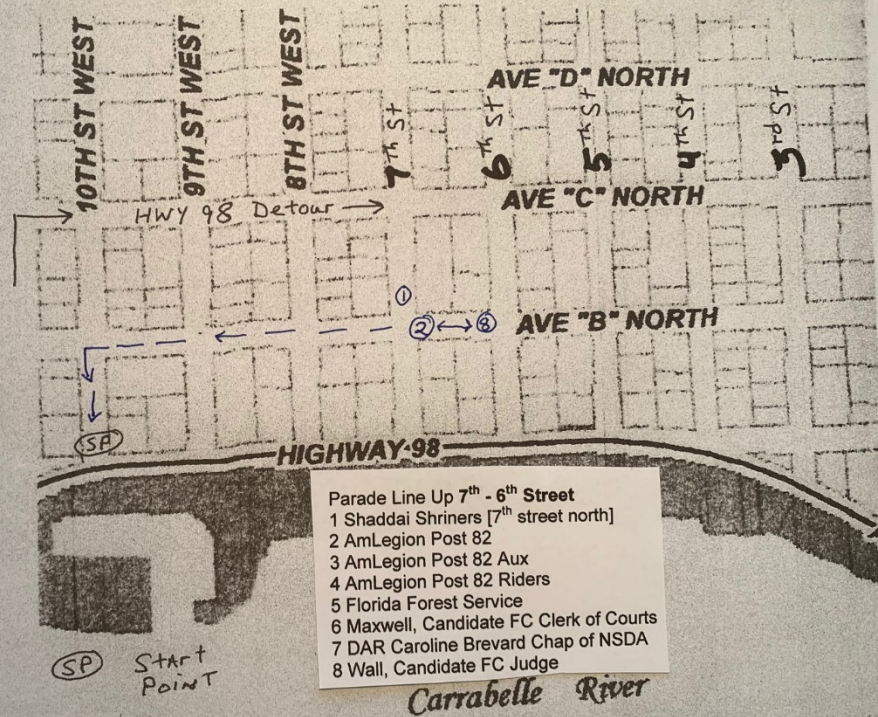 10TH ST WEST
9TH ST WEST
8TH ST WEST
7th St
6th St
5th St
4th St
3rd St
AVE "D" NORTH
AVE "C" NORTH
HWY 98 Detour →
①
② ↔ ⑧
AVE "B" NORTH
SP
HIGHWAY 98
Parade Line Up 7th - 6th Street
1 Shaddai Shriners [7th street north]
2 AmLegion Post 82
3 AmLegion Post 82 Aux
4 AmLegion Post 82 Riders
5 Florida Forest Service
6 Maxwell, Candidate FC Clerk of Courts
7 DAR Caroline Brevard Chap of NSDA
8 Wall, Candidate FC Judge
SP Start
Point
Carrabelle River